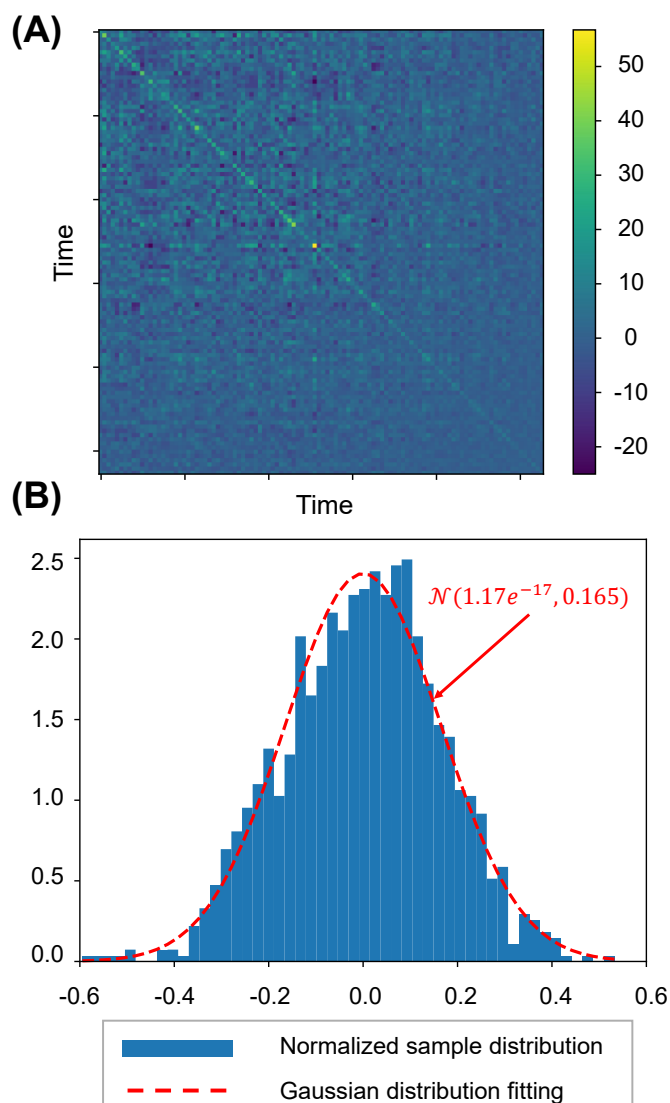 (A)
50
40
30
20
10
0
-10
-20
Time
Time
(B)
2.5
2.0
1.5
1.0
0.5
0.0
𝒩(1.17e⁻¹⁷, 0.165)
-0.6 -0.4 -0.2 0.0 0.2 0.4 0.6
Normalized sample distribution
Gaussian distribution fitting